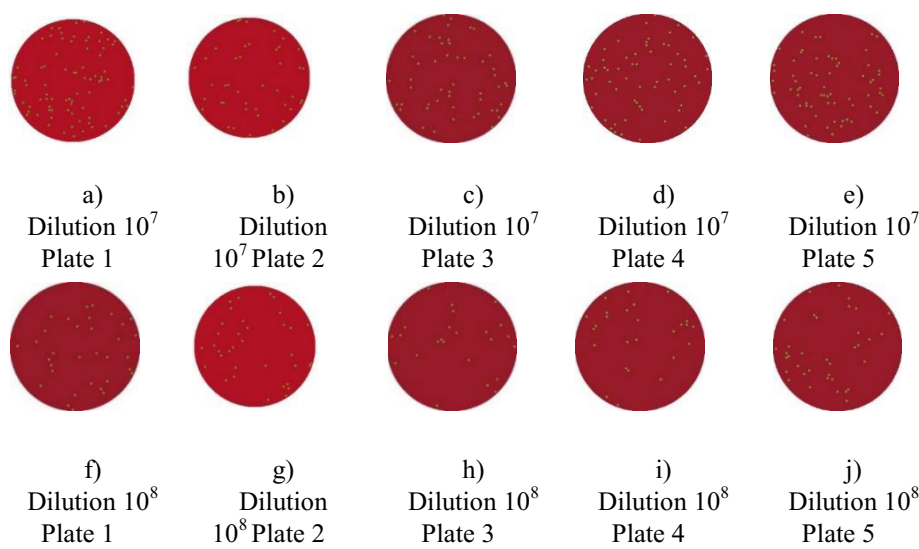 a) b) c) d) e)
Dilution 10⁷ Dilution Dilution 10⁷ Dilution 10⁷ Dilution 10⁷
Plate 1 10⁷ Plate 2 Plate 3 Plate 4 Plate 5
f) g) h) i) j)
Dilution 10⁸ Dilution Dilution 10⁸ Dilution 10⁸ Dilution 10⁸
Plate 1 10⁸ Plate 2 Plate 3 Plate 4 Plate 5